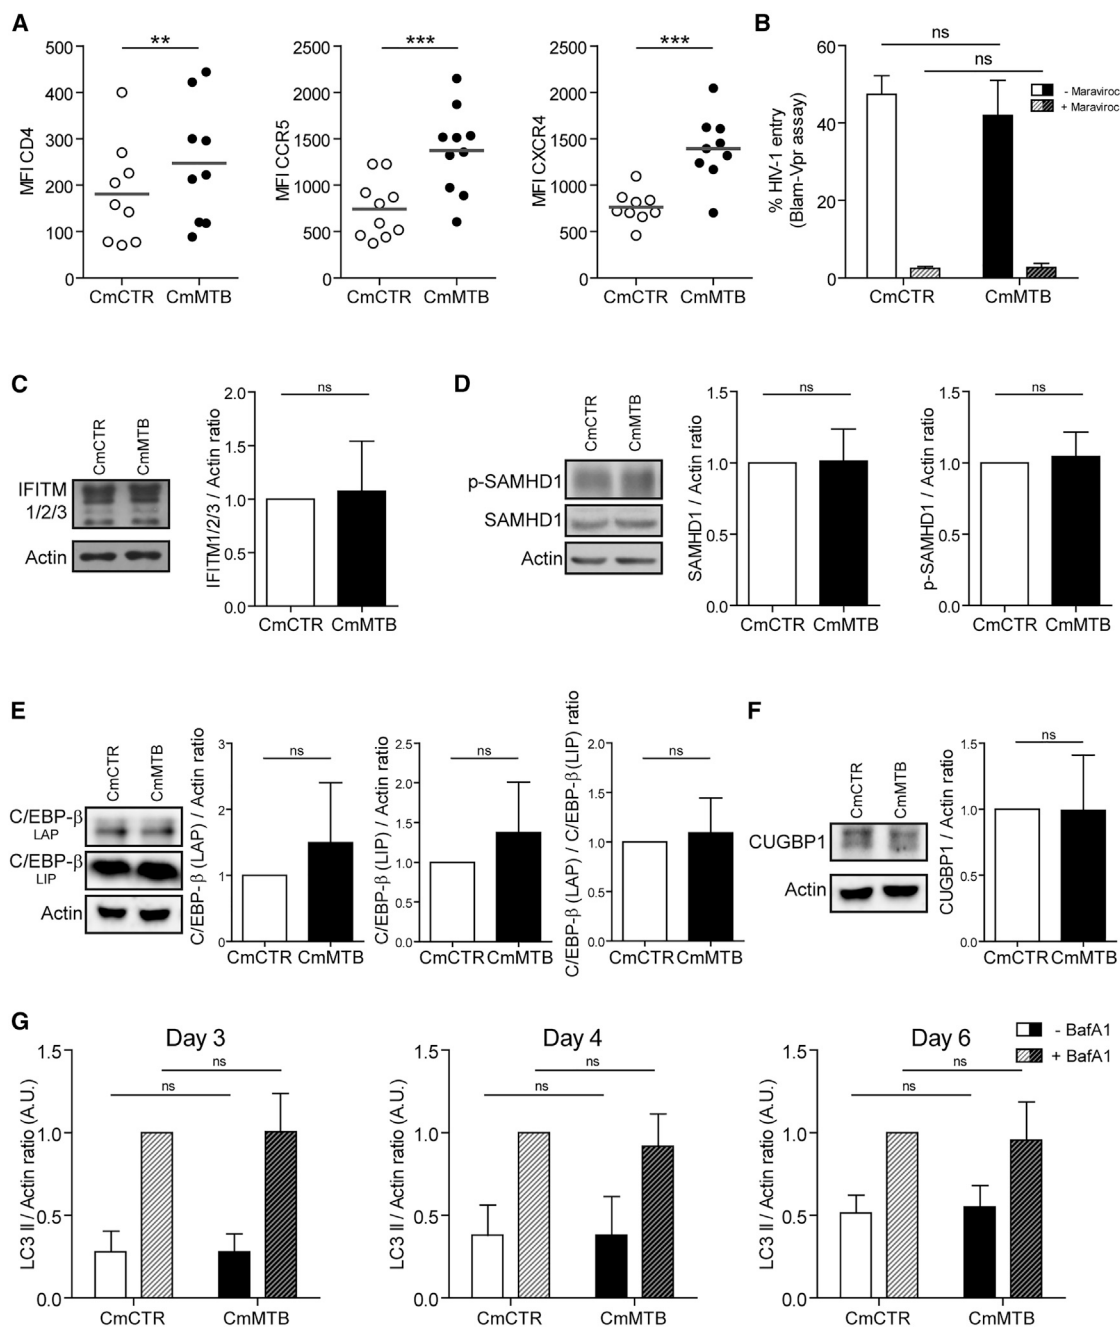 A
B
**
***
***
MFI CD4
500
400
300
200
100
0
CmCTR CmMTB
MFI CCR5
2500
2000
1500
1000
500
0
CmCTR CmMTB
MFI CXCR4
2500
2000
1500
1000
500
0
CmCTR CmMTB
ns
ns
% HIV-1 entry
(Blam-Vpr assay)
60
40
20
0
CmCTR CmMTB
- Maraviroc
+ Maraviroc
C
CmCTR
CmMTB
IFITM
1/2/3
Actin
IFITM1/2/3 / Actin ratio
2.0
1.5
1.0
0.5
0.0
ns
CmCTR CmMTB
D
CmCTR
CmMTB
p-SAMHD1
SAMHD1
Actin
SAMHD1 / Actin ratio
1.5
1.0
0.5
0.0
ns
CmCTR CmMTB
p-SAMHD1 / Actin ratio
1.5
1.0
0.5
0.0
ns
CmCTR CmMTB
E
CmCTR
CmMTB
C/EBP-β
LAP
C/EBP-β
LIP
Actin
C/EBP-β (LAP) / Actin ratio
3
2
1
0
ns
CmCTR CmMTB
C/EBP-β (LIP) / Actin ratio
2.5
2.0
1.5
1.0
0.5
0.0
ns
CmCTR CmMTB
C/EBP-β (LAP) / C/EBP-β (LIP) ratio
2.0
1.5
1.0
0.5
0.0
ns
CmCTR CmMTB
F
CmCTR
CmMTB
CUGBP1
Actin
CUGBP1 / Actin ratio
1.5
1.0
0.5
0.0
ns
CmCTR CmMTB
G
Day 3
LC3 II / Actin ratio (A.U.)
1.5
1.0
0.5
0.0
ns
ns
CmCTR CmMTB
Day 4
LC3 II / Actin ratio (A.U.)
1.5
1.0
0.5
0.0
ns
ns
CmCTR CmMTB
Day 6
LC3 II / Actin ratio (A.U.)
1.5
1.0
0.5
0.0
ns
ns
CmCTR CmMTB
- BafA1
+ BafA1